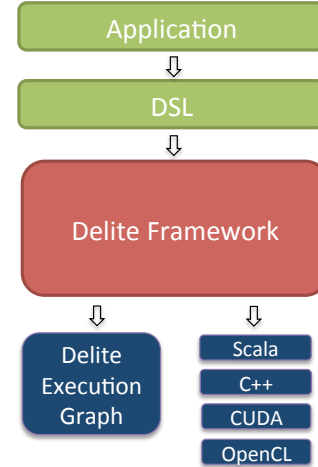 Application
DSL
Delite Framework
Delite
Execution
Graph
Scala
C++
CUDA
OpenCL